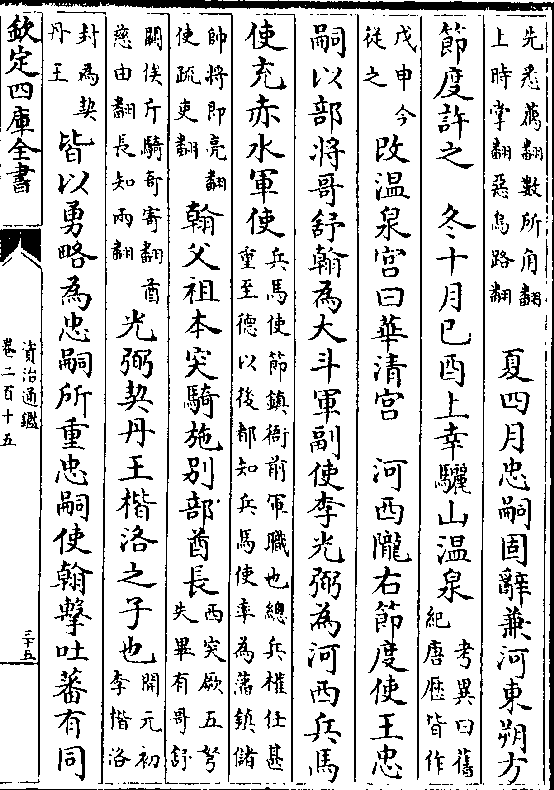 先悉薦翻數所角翻
上時掌翻惡烏路翻
夏四月忠嗣固辭兼河東朔方
節度許之　冬十月己酉上幸驪山温泉
考異曰舊
紀唐歴皆作
戊申今
從之
改温泉宫曰華清宫　河西隴右節度使王忠
嗣以部將哥舒翰為大斗軍副使李光弼為河西兵馬
使充赤水軍使
兵馬使節鎮衙前軍職也總兵權任甚
重至德以後都知兵馬使率為藩鎮儲
帥將即亮翻
使疏吏翻
翰父祖本突騎施别部酋長
西突厥五弩
失畢有哥舒
闕俟斤騎奇寄翻酋
慈由翻長知兩翻
光弼契丹王楷洛之子也
開元初
李楷洛
封為契
丹王
皆以勇略為忠嗣所重忠嗣使翰擊吐蕃有同
欽定四庫全書
資治通鑑
卷二百十五
三十五